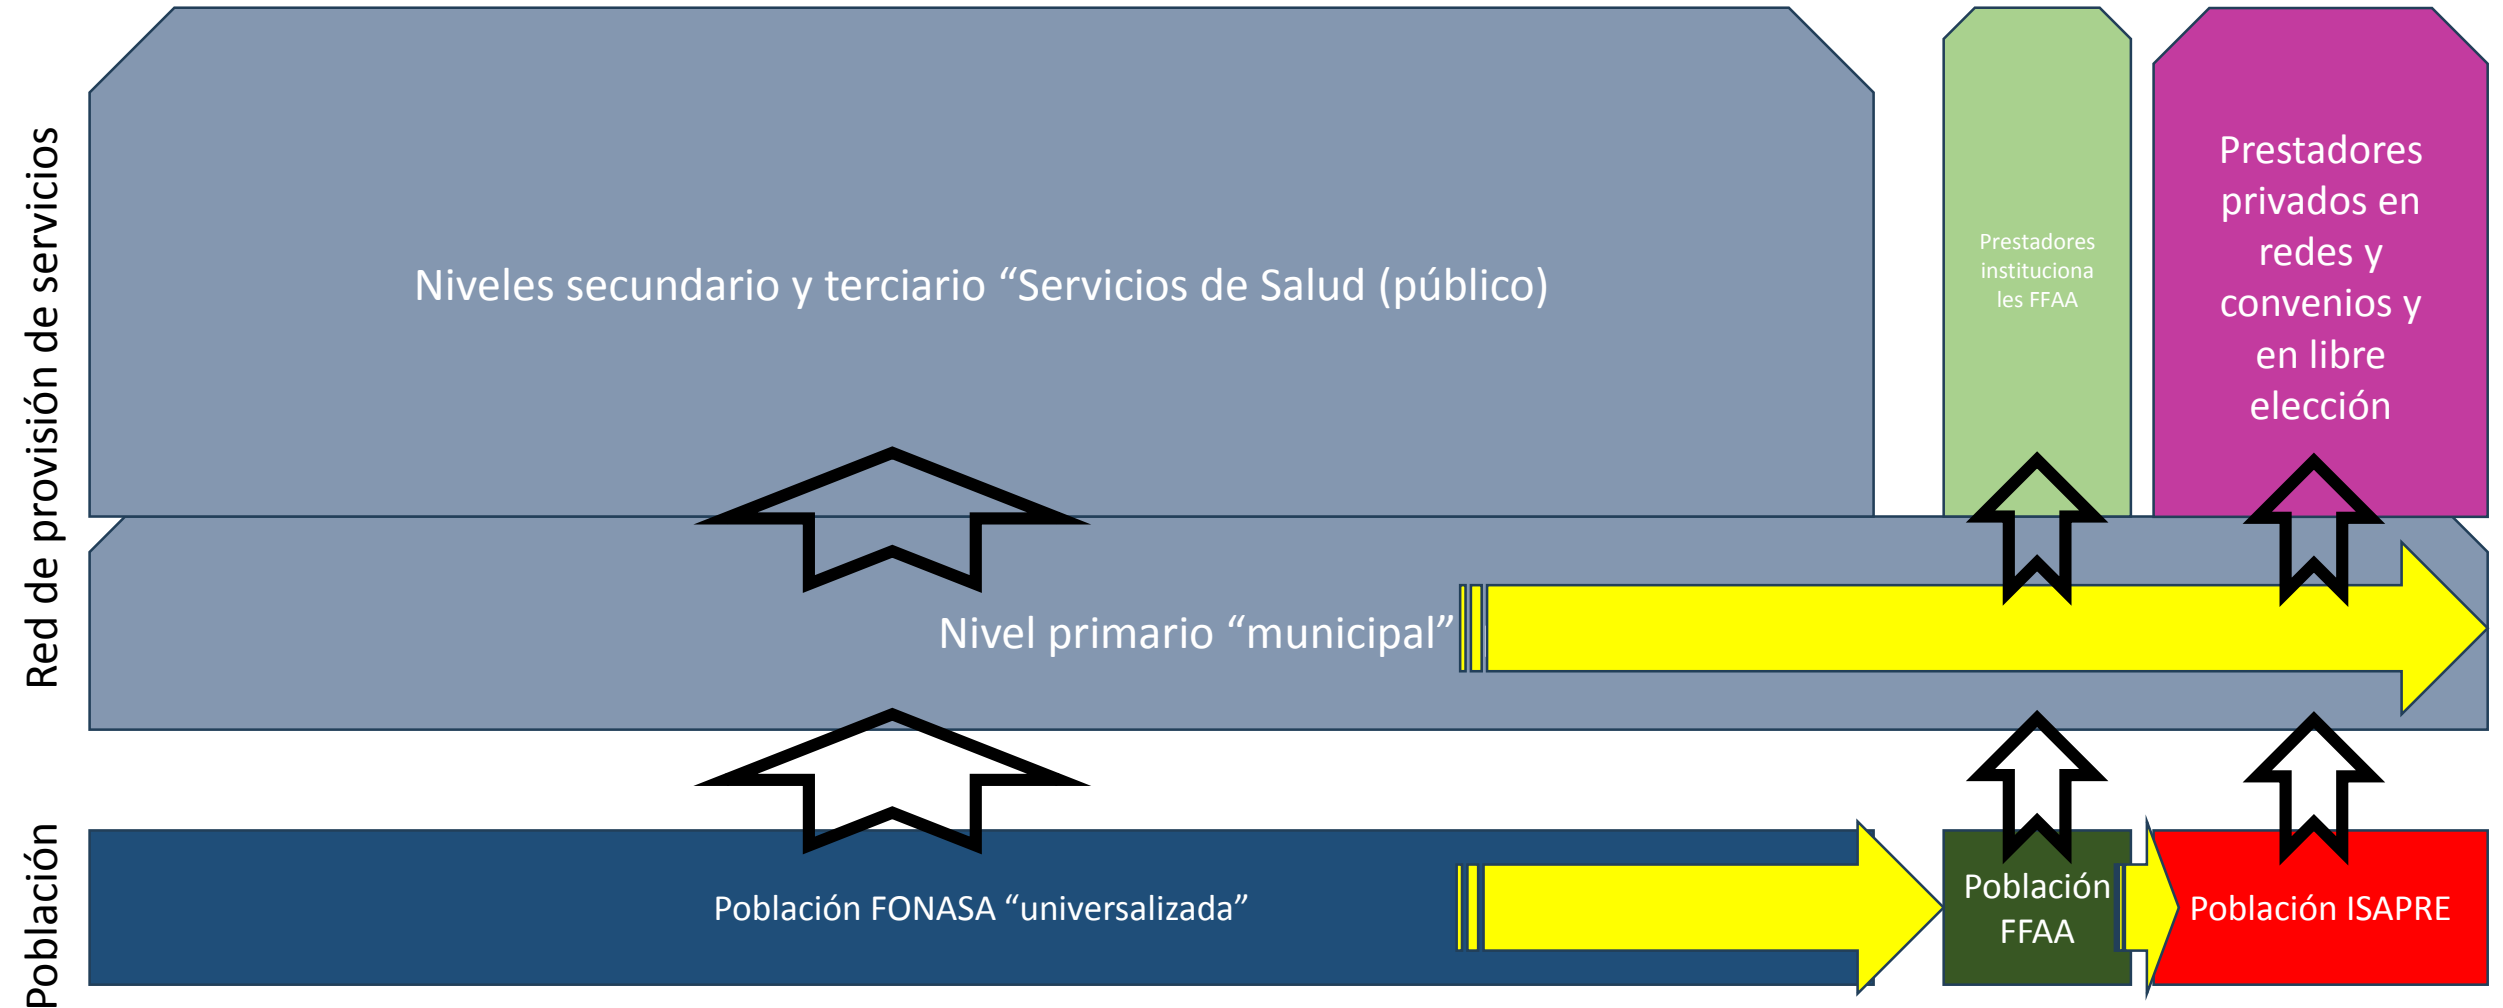 Red de provisión de servicios
Niveles secundario y terciario “Servicios de Salud (público)
Prestadores
instituciona
les FFAA
Prestadores
privados en
redes y
convenios y
en libre
elección
Nivel primario “municipal”
Población
Población FONASA “universalizada”
Población
FFAA
Población ISAPRE